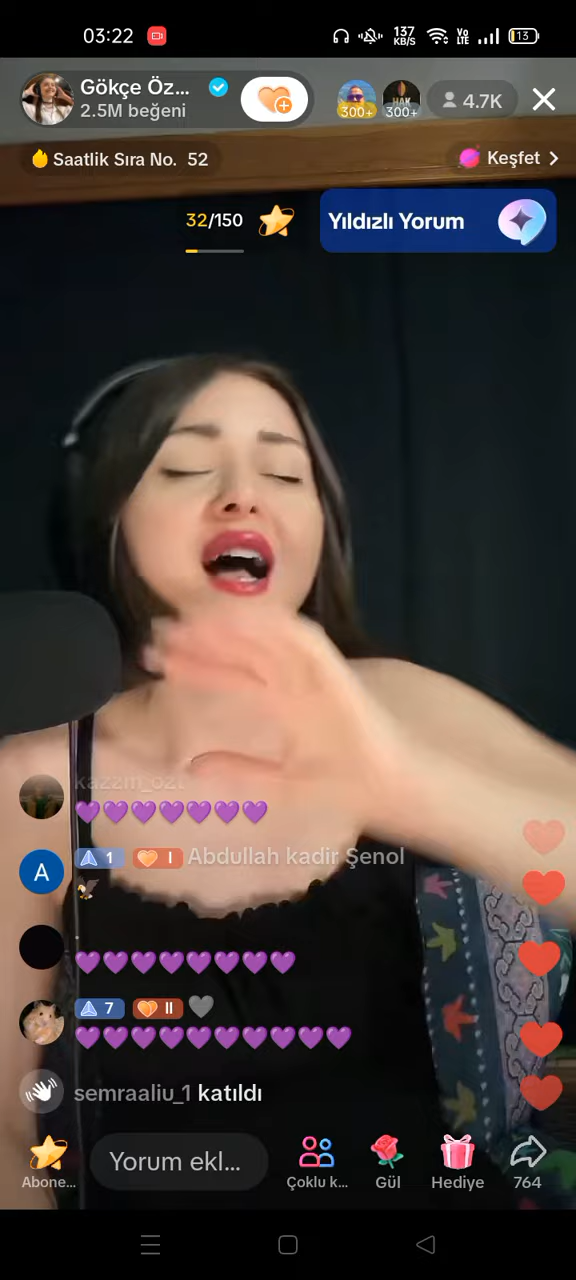 03:22
137
KB/S
Vo
LTE
13
Gökçe Öz...
2.5M beğeni
300+
HAK
300+
4.7K
Saatlik Sıra No. 52
Keşfet
32/150
Yıldızlı Yorum
kazzm_ozt
A
1 I Abdullah kadir Şenol
7 II
semraaliu_1 katıldı
Abone...
Yorum ekl...
Çoklu k...
Gül
Hediye
764